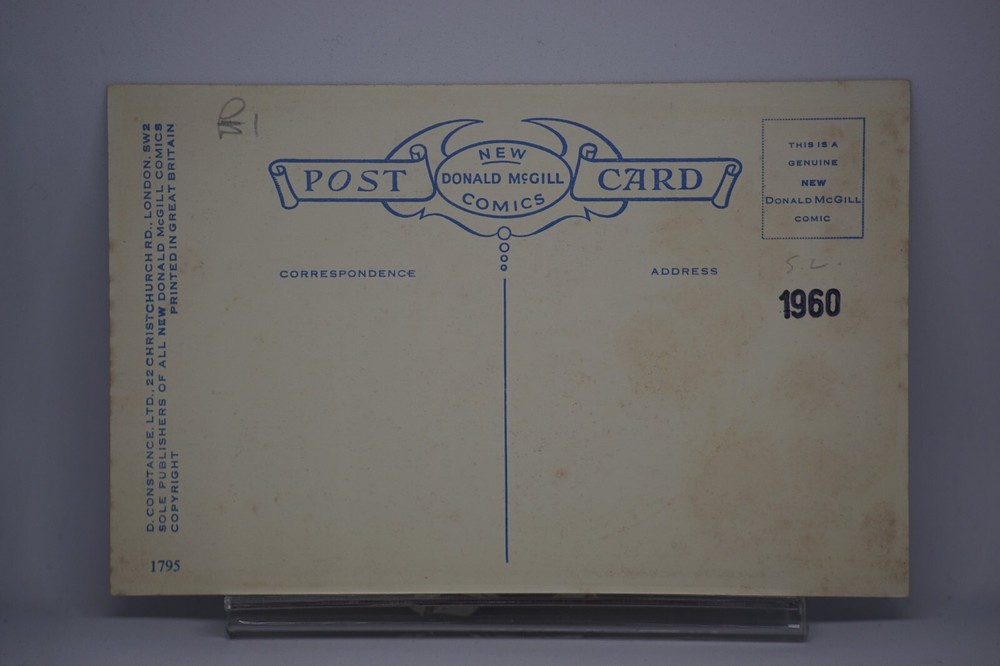 D. CONSTANCE, LTD., 22 CHRISTCHURCH RD., LONDON, SW2
SOLE PUBLISHERS OF ALL NEW DONALD McGILL COMICS
COPYRIGHT PRINTED IN GREAT BRITAIN
1795
POST
NEW
DONALD McGILL
COMICS
CARD
THIS IS A
GENUINE
NEW
DONALD McGILL
COMIC
CORRESPONDENCE
ADDRESS
S.L.
1960